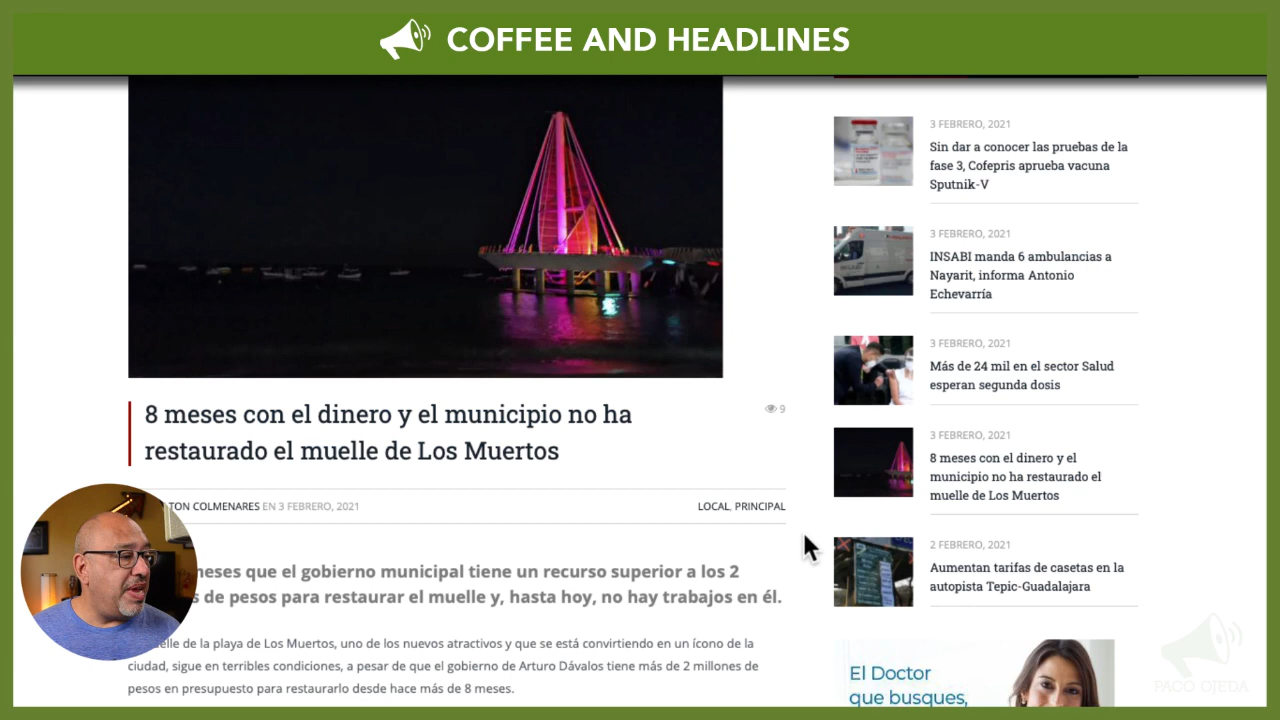 COFFEE AND HEADLINES
8 meses con el dinero y el municipio no ha
restaurado el muelle de Los Muertos
9
TON COLMENARES EN 3 FEBRERO, 2021
LOCAL, PRINCIPAL
que el gobierno municipal tiene un recurso superior a los 2
de pesos para restaurar el muelle y, hasta hoy, no hay trabajos en él.
de la playa de Los Muertos, uno de los nuevos atractivos y que se está convirtiendo en un ícono de la
ciudad, sigue en terribles condiciones, a pesar de que el gobierno de Arturo Dávalos tiene más de 2 millones de
pesos en presupuesto para restaurarlo desde hace más de 8 meses.
3 FEBRERO, 2021
Sin dar a conocer las pruebas de la
fase 3, Cofepris aprueba vacuna
Sputnik-V
3 FEBRERO, 2021
INSABI manda 6 ambulancias a
Nayarit, informa Antonio
Echevarría
3 FEBRERO, 2021
Más de 24 mil en el sector Salud
esperan segunda dosis
3 FEBRERO, 2021
8 meses con el dinero y el
municipio no ha restaurado el
muelle de Los Muertos
2 FEBRERO, 2021
Aumentan tarifas de casetas en la
autopista Tepic-Guadalajara
El Doctor
que busques,
PACO OJEDA